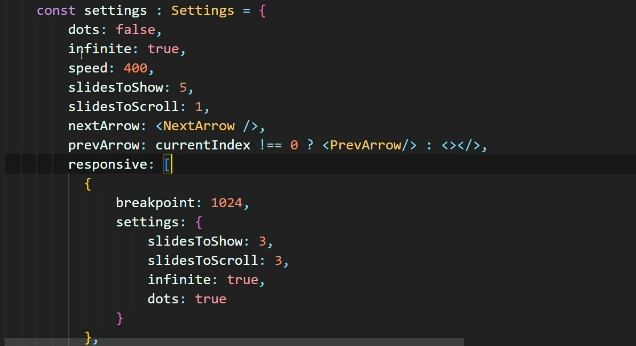 const settings : Settings = {
dots: false,
infinite: true,
speed: 400,
slidesToShow: 5,
slidesToScroll: 1,
nextArrow: <NextArrow />,
prevArrow: currentIndex !== 0 ? <PrevArrow/> : <></>,
responsive: [
{
breakpoint: 1024,
settings: {
slidesToShow: 3,
slidesToScroll: 3,
infinite: true,
dots: true
}
},